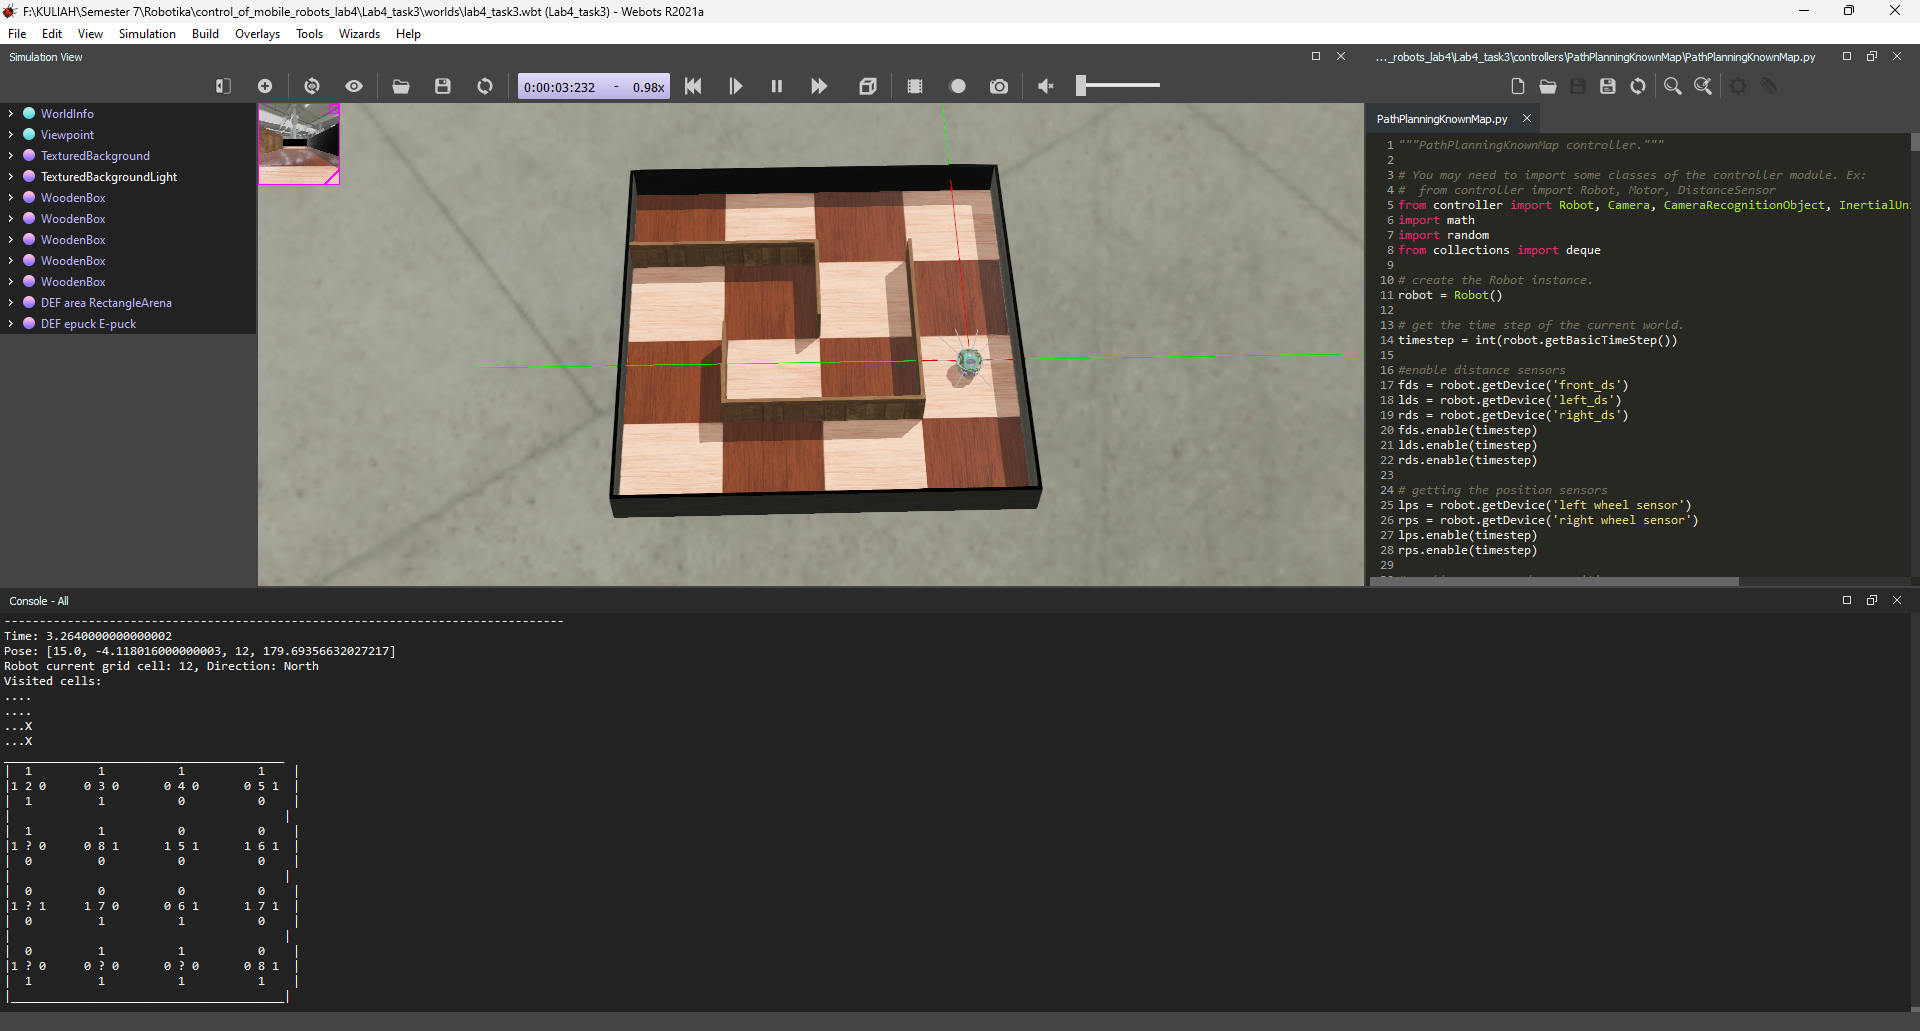 F:\KULIAH\Semester 7\Robotika\control_of_mobile_robots_lab4\Lab4_task3\worlds\lab4_task3.wbt (Lab4_task3) - Webots R2021a
File Edit View Simulation Build Overlays Tools Wizards Help
Simulation View
0:00:03:232 - 0.98x
WorldInfo
Viewpoint
TexturedBackground
TexturedBackgroundLight
WoodenBox
WoodenBox
WoodenBox
WoodenBox
WoodenBox
DEF area RectangleArena
DEF epuck E-puck
..._robots_lab4\Lab4_task3\controllers\PathPlanningKnownMap\PathPlanningKnownMap.py
PathPlanningKnownMap.py
1 """PathPlanningKnownMap controller."""
2
3 # You may need to import some classes of the controller module. Ex:
4 #  from controller import Robot, Motor, DistanceSensor
5 from controller import Robot, Camera, CameraRecognitionObject, InertialUn
6 import math
7 import random
8 from collections import deque
9
10 # create the Robot instance.
11 robot = Robot()
12
13 # get the time step of the current world.
14 timestep = int(robot.getBasicTimeStep())
15
16 #enable distance sensors
17 fds = robot.getDevice('front_ds')
18 lds = robot.getDevice('left_ds')
19 rds = robot.getDevice('right_ds')
20 fds.enable(timestep)
21 lds.enable(timestep)
22 rds.enable(timestep)
23
24 # getting the position sensors
25 lps = robot.getDevice('left wheel sensor')
26 rps = robot.getDevice('right wheel sensor')
27 lps.enable(timestep)
28 rps.enable(timestep)
29
Console - All
--------------------------------------------------------------------------------
Time: 3.2640000000000002
Pose: [15.0, -4.118016000000003, 12, 179.69356632027217]
Robot current grid cell: 12, Direction: North
Visited cells:
....
....
...X
...X
________________________________________
|  1         1          1          1    |
|1 2 0     0 3 0      0 4 0      0 5 1  |
|  1         1          0          0    |
|                                      |
|  1         1          0          0    |
|1 ? 0     0 8 1      1 5 1      1 6 1  |
|  0         0          0          0    |
|                                      |
|  0         0          0          0    |
|1 ? 1     1 7 0      0 6 1      1 7 1  |
|  0         1          1          0    |
|                                      |
|  0         1          1          0    |
|1 ? 0     0 ? 0      0 ? 0      0 8 1  |
|  1         1          1          1    |
|______________________________________|